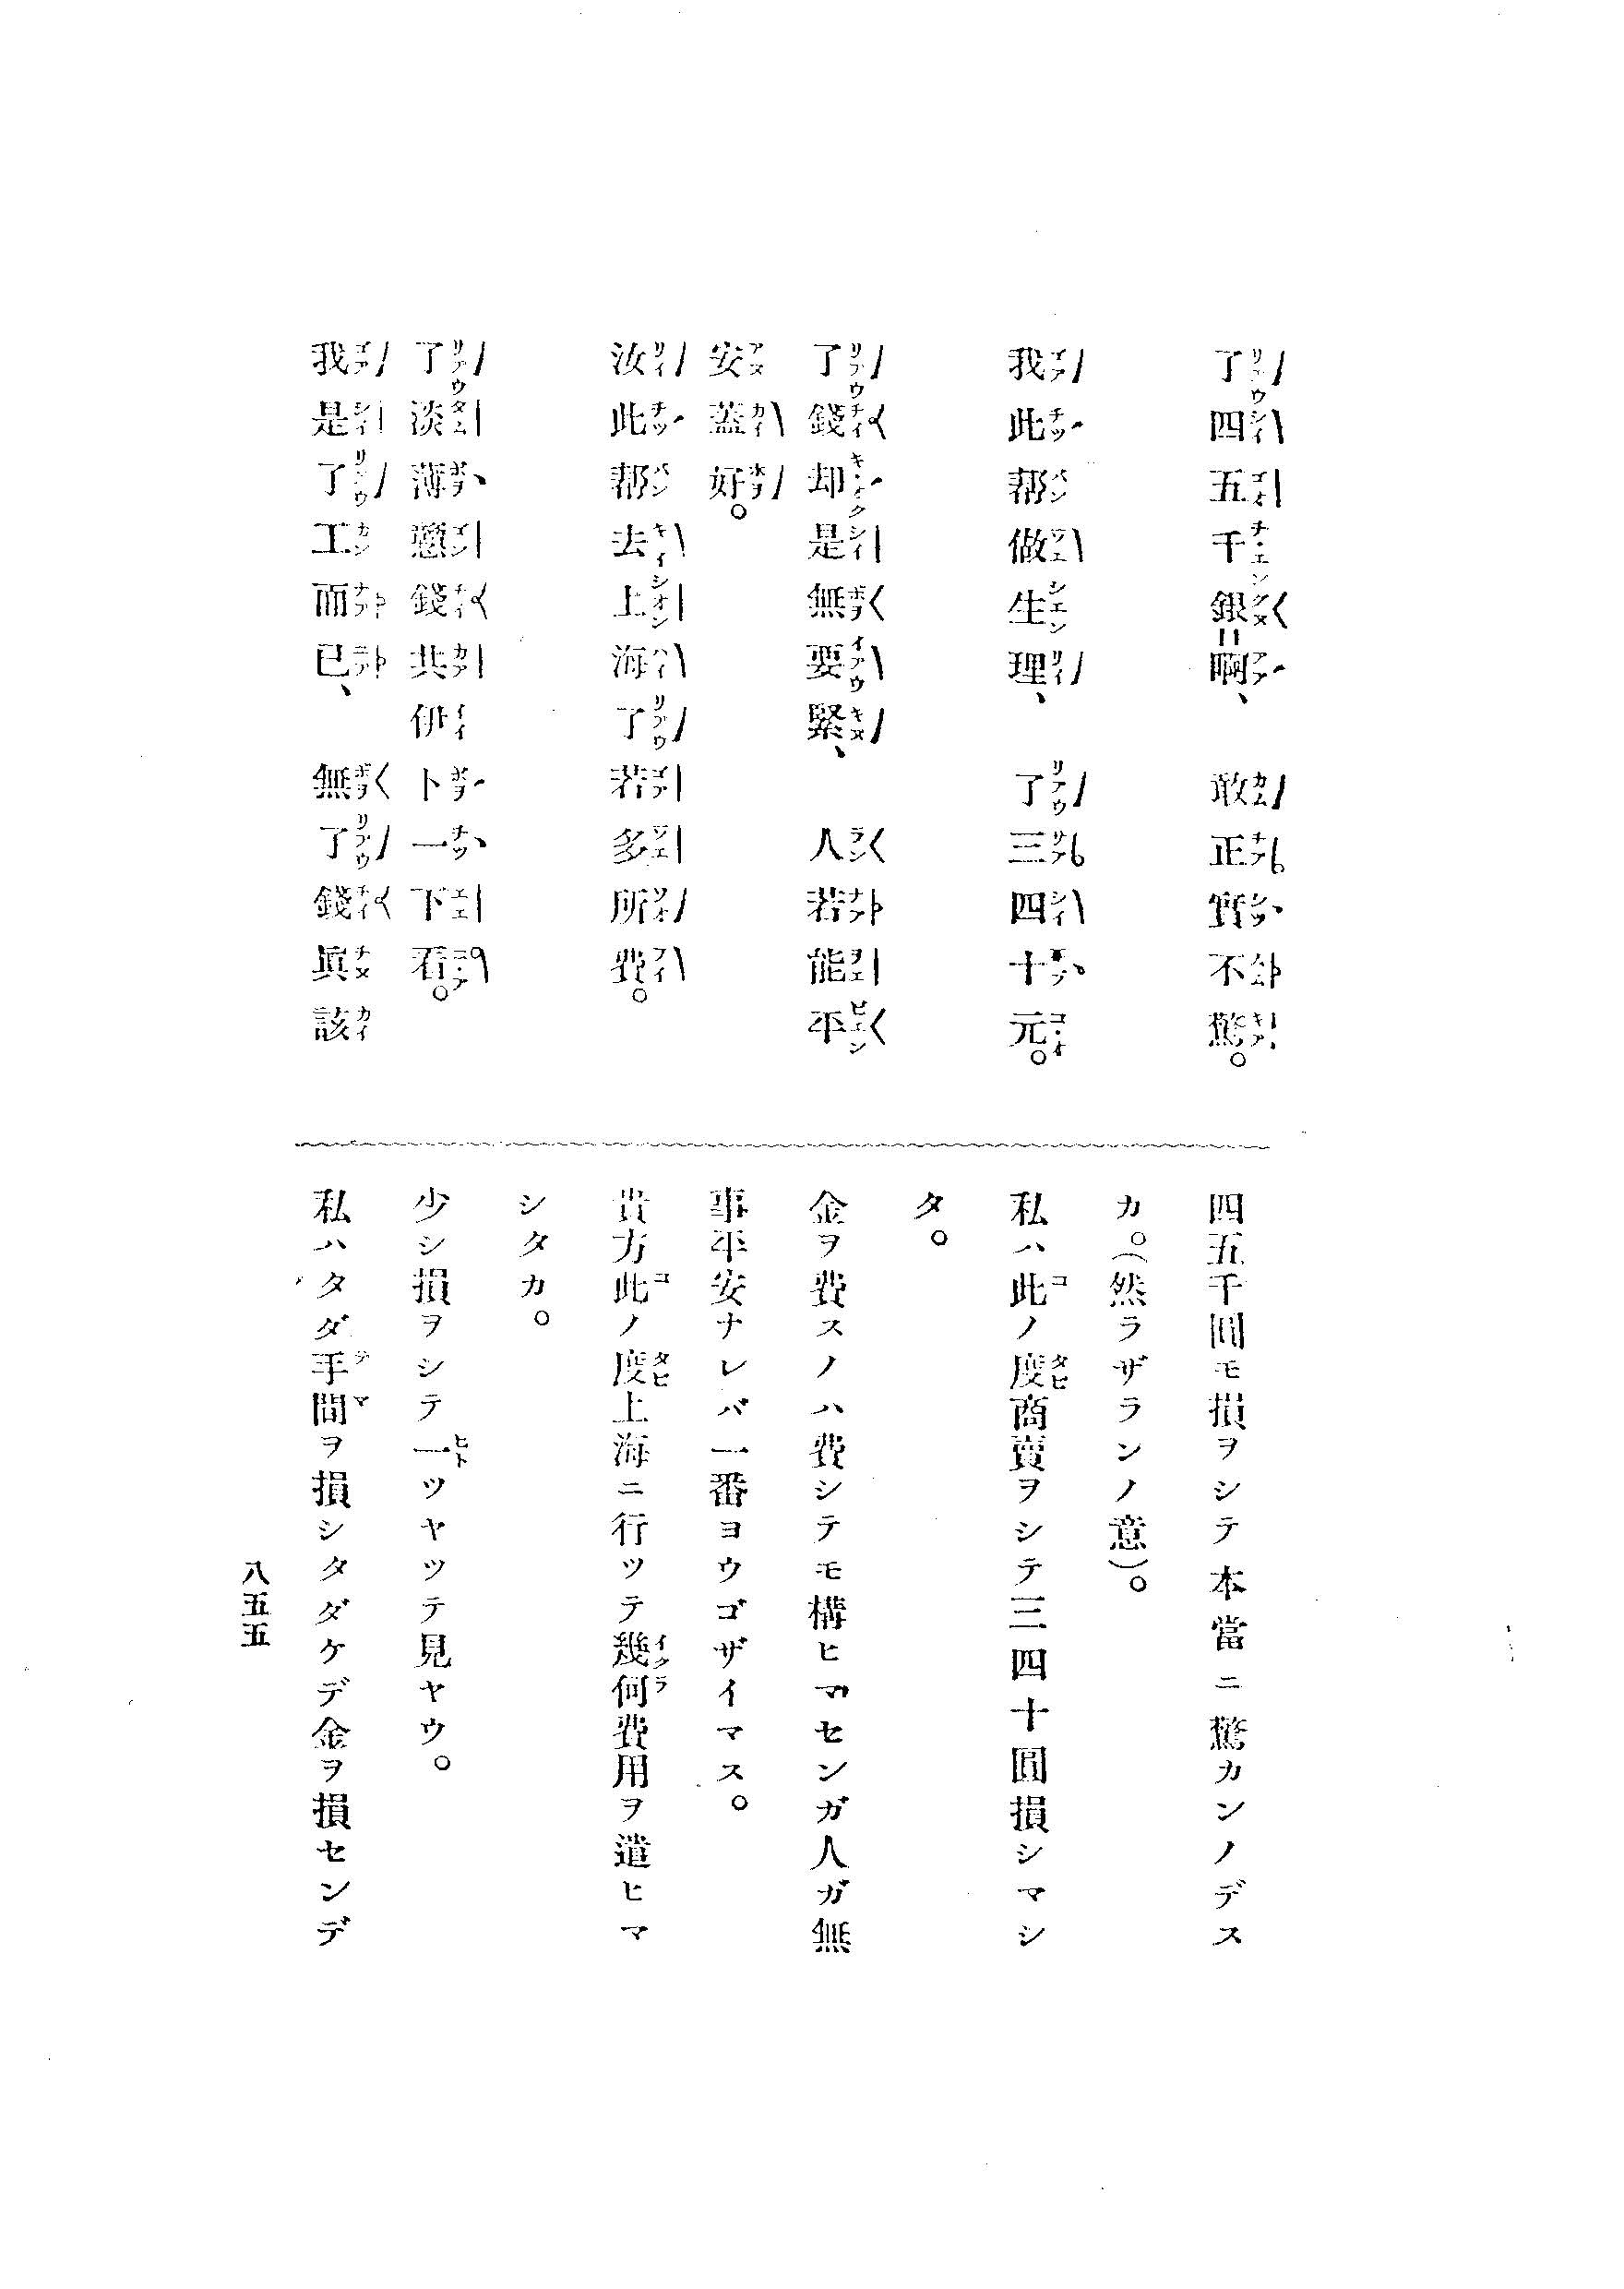 了四五千銀=啊、敢正實不驚。
我此帮做生理、了三四十元。
了錢却是無要緊、人若能平
安蓋好。
汝此帮去上海了若多所費。
了淡薄戇錢共伊卜一下看。
我是了工而已、無了錢眞該
四五千圓モ損ヲシテ本當ニ驚カンノデス
カ。(然ラザランノ意)。
私ハ此ノ度商賣ヲシテ三四十圓損シマシ
タ。
金ヲ費スノハ費シテモ構ヒマセンガ人ガ無
事平安ナレバ一番ヨウゴザイマス。
貴方此ノ度上海ニ行ッテ幾何費用ヲ遣ヒマ
シタカ。
少シ損ヲシテ一ツヤッテ見ヤウ。
私ハタダ手間ヲ損シタダケデ金ヲ損センデ
八五五